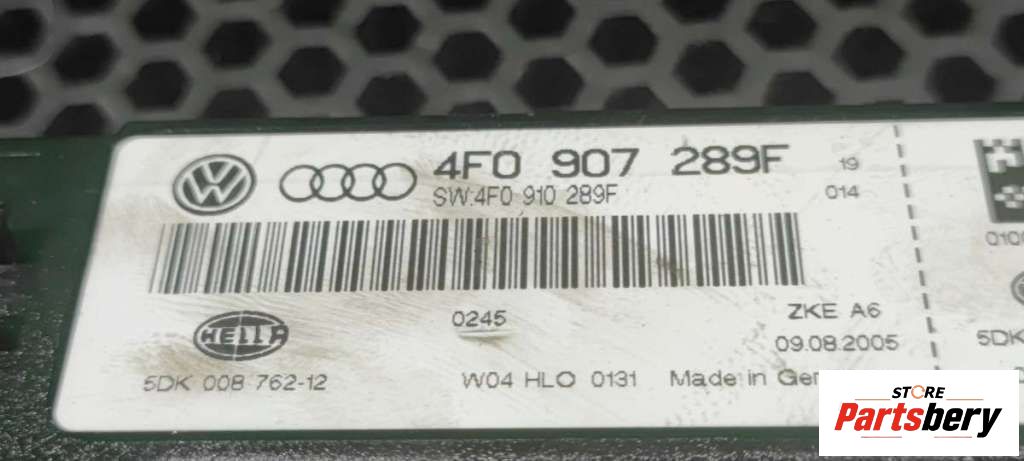 4F0 907 289F 19
SW:4F0 910 289F 014
HELLA 0245 ZKE A6
09.08.2005
5DK 008 762-12 W04 HLO 0131 Made in
5DK
STORE
Partsbery